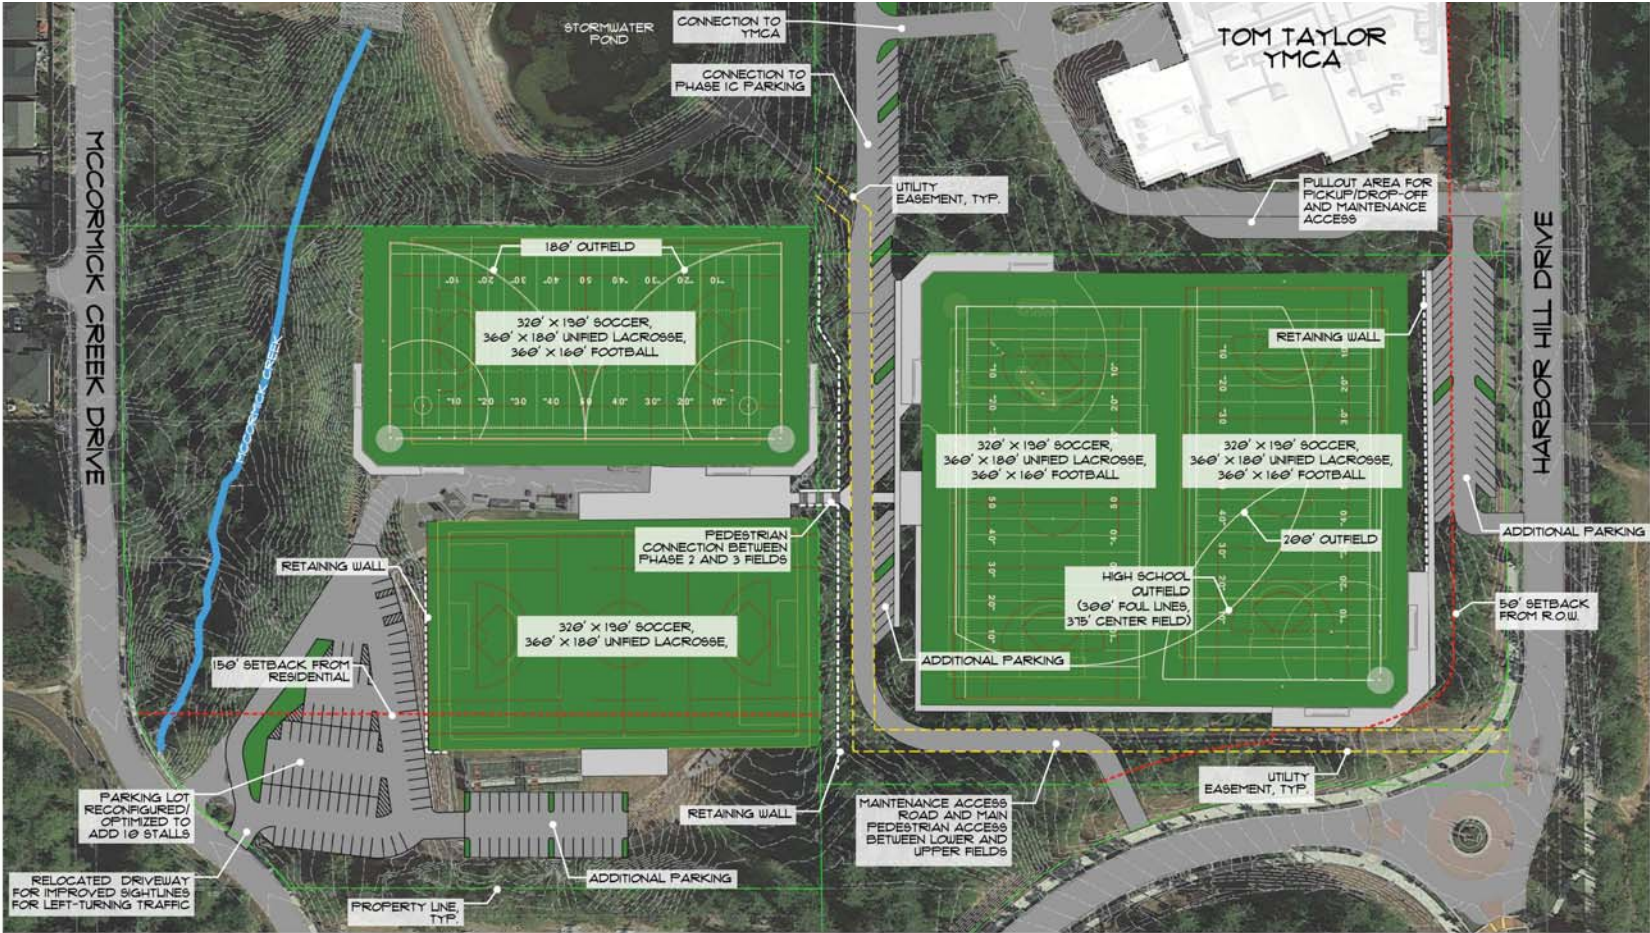 STORMWATER
POND
CONNECTION TO
YMCA
TOM TAYLOR
YMCA
CONNECTION TO
PHASE 1C PARKING
MCCORMICK CREEK DRIVE
UTILITY
EASEMENT, TYP.
PULLOUT AREA FOR
PICKUP/DROP-OFF
AND MAINTENANCE
ACCESS
HARBOR HILL DRIVE
180' OUTFIELD
320' X 190' SOCCER,
360' X 180' UNIFIED LACROSSE,
360' X 160' FOOTBALL
MCCORMICK CREEK
RETAINING WALL
320' X 190' SOCCER,
360' X 180' UNIFIED LACROSSE,
360' X 160' FOOTBALL
320' X 190' SOCCER,
360' X 180' UNIFIED LACROSSE,
360' X 160' FOOTBALL
PEDESTRIAN
CONNECTION BETWEEN
PHASE 2 AND 3 FIELDS
200' OUTFIELD
ADDITIONAL PARKING
RETAINING WALL
HIGH SCHOOL
OUTFIELD
(300' FOUL LINES,
375' CENTER FIELD)
50' SETBACK
FROM R.O.W.
320' X 190' SOCCER,
360' X 180' UNIFIED LACROSSE,
150' SETBACK FROM
RESIDENTIAL
ADDITIONAL PARKING
PARKING LOT
RECONFIGURED/
OPTIMIZED TO
ADD 10 STALLS
RETAINING WALL
MAINTENANCE ACCESS
ROAD AND MAIN
PEDESTRIAN ACCESS
BETWEEN LOWER AND
UPPER FIELDS
UTILITY
EASEMENT, TYP.
RELOCATED DRIVEWAY
FOR IMPROVED SIGHTLINES
FOR LEFT-TURNING TRAFFIC
ADDITIONAL PARKING
PROPERTY LINE,
TYP.